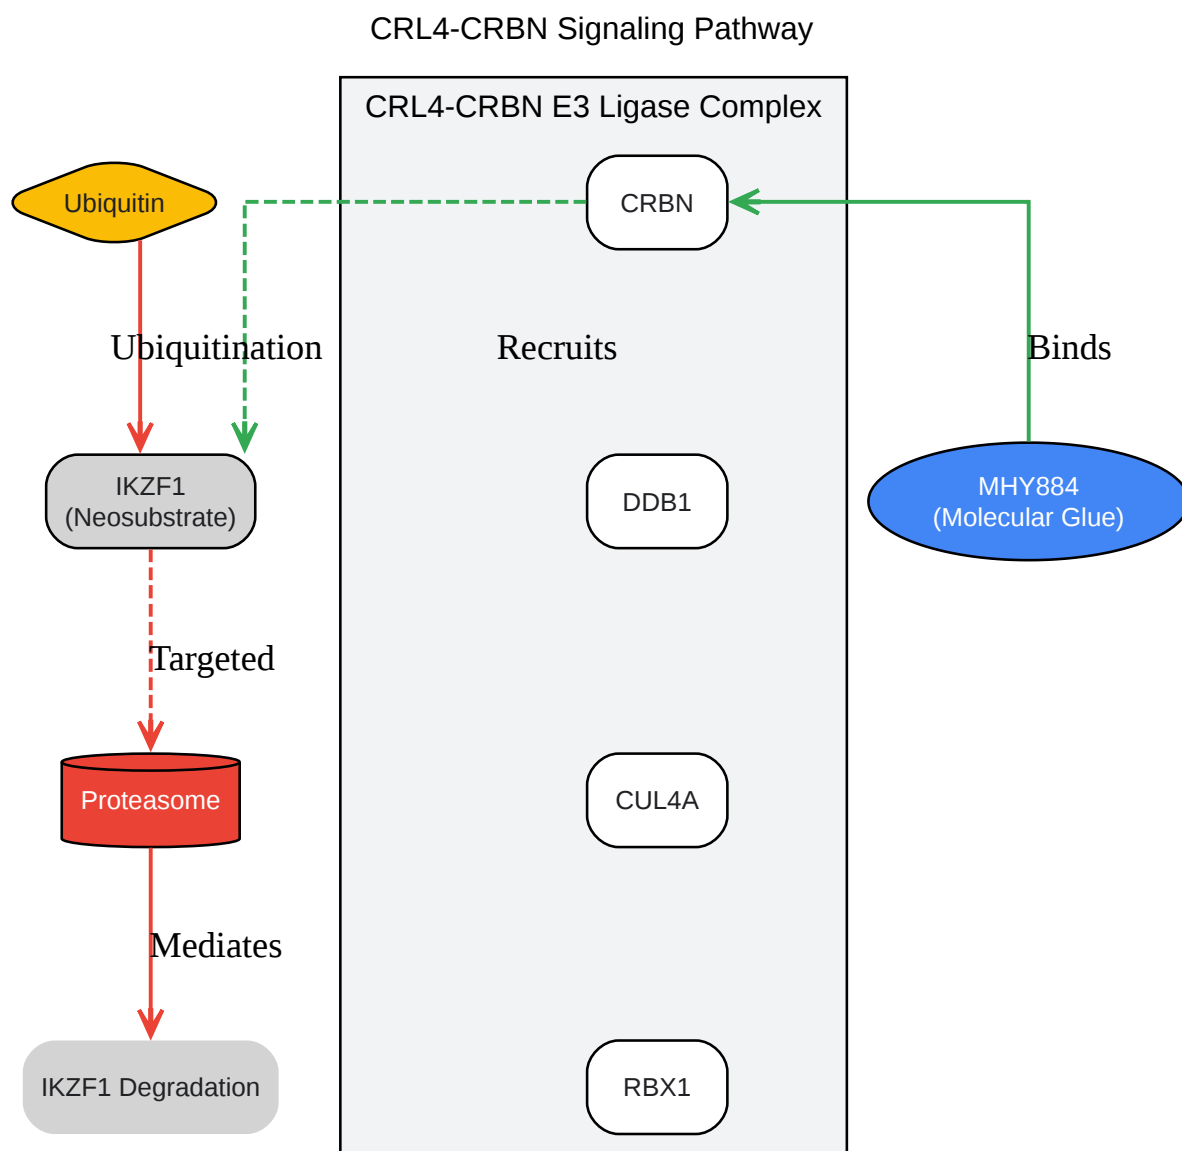 CRL4-CRBN Signaling Pathway
CRL4-CRBN E3 Ligase Complex
Ubiquitin
CRBN
Ubiquitination
Recruits
Binds
IKZF1
(Neosubstrate)
DDB1
MHY884
(Molecular Glue)
Targeted
Proteasome
CUL4A
Mediates
IKZF1 Degradation
RBX1